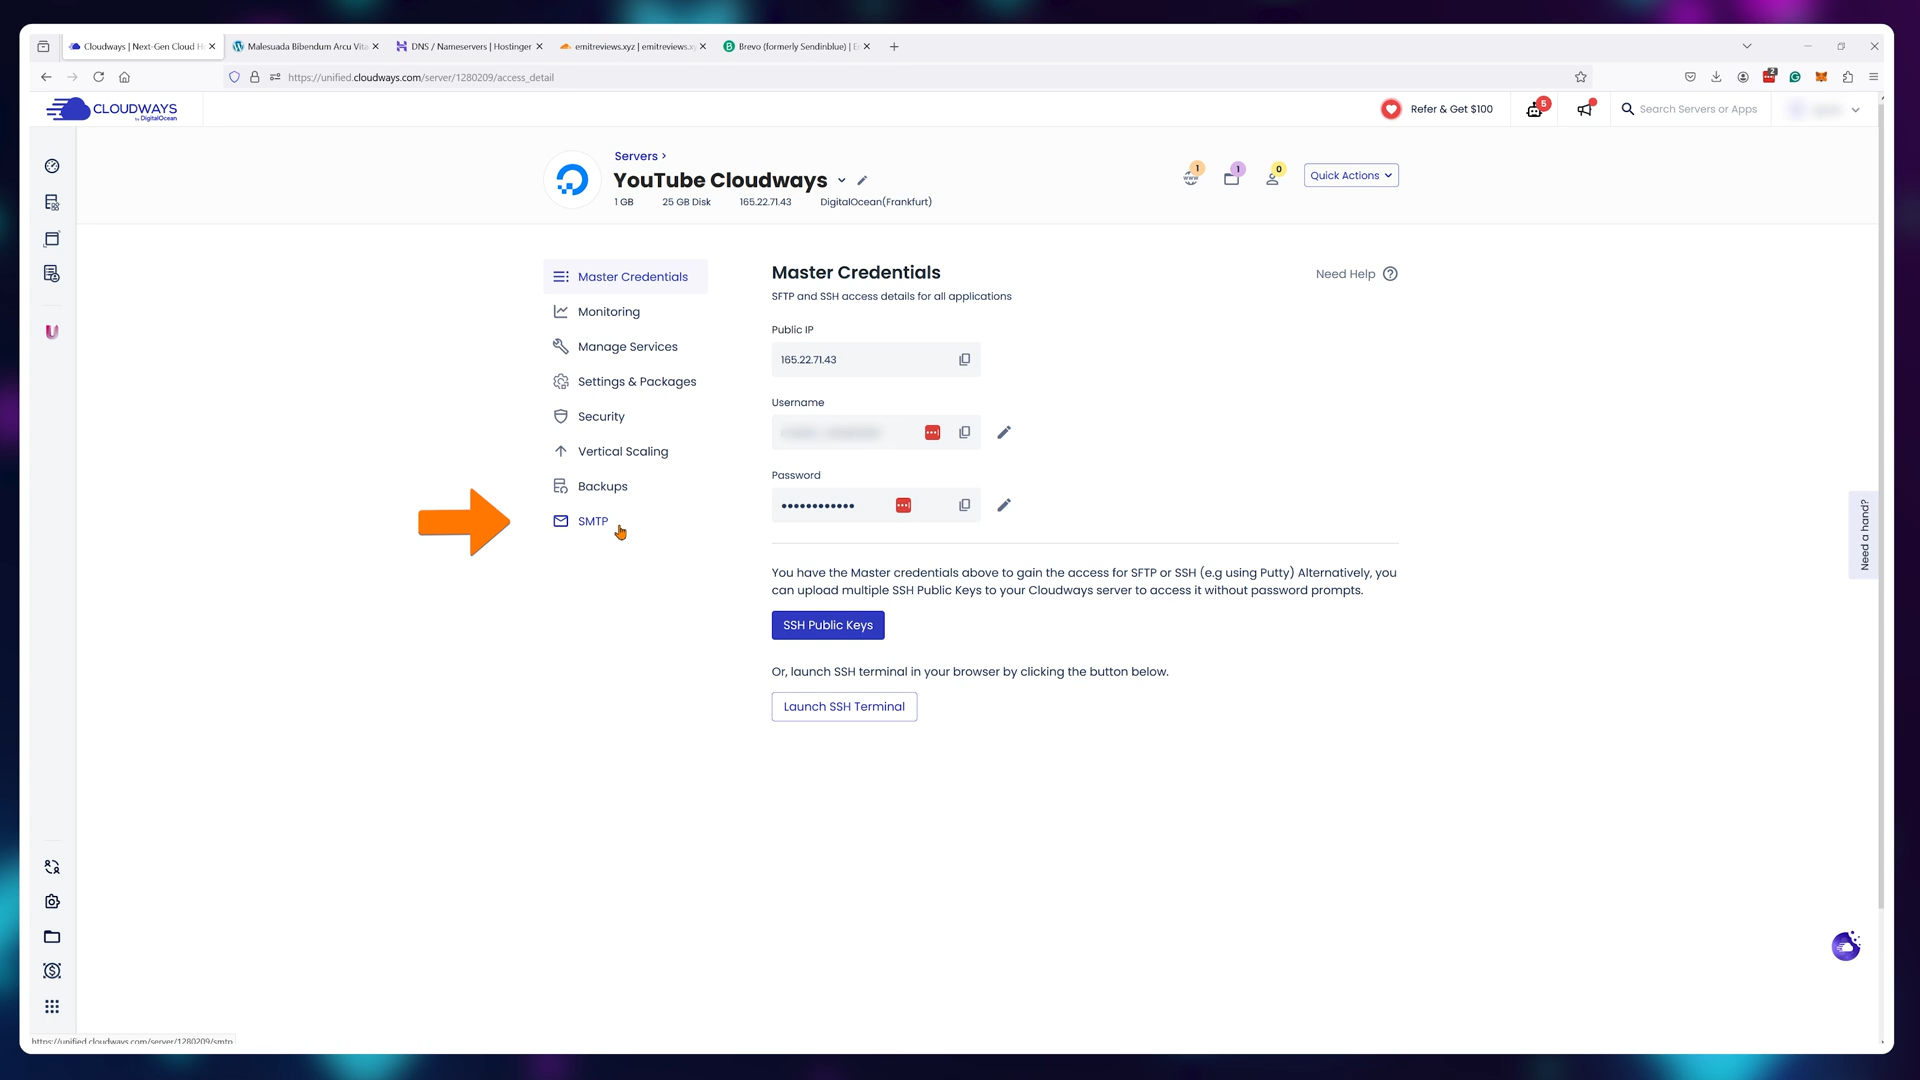 Cloudways | Next-Gen Cloud H
Malesuada Bibendum Arcu Vita
DNS / Nameservers | Hostinger
emitreviews.xyz | emitreviews.xy
Brevo (formerly Sendinblue) | E
https://unified.cloudways.com/server/1280209/access_detail
2
CLOUDWAYS
by DigitalOcean
Refer & Get $100
5
Search Servers or Apps
Servers >
YouTube Cloudways
1 GB 25 GB Disk 165.22.71.43 DigitalOcean(Frankfurt)
www
1
1
0
Quick Actions
Master Credentials
Monitoring
Manage Services
Settings & Packages
Security
Vertical Scaling
Backups
SMTP
Master Credentials
Need Help
SFTP and SSH access details for all applications
Public IP
165.22.71.43
Username
Password
••••••••••••
You have the Master credentials above to gain the access for SFTP or SSH (e.g using Putty) Alternatively, you
can upload multiple SSH Public Keys to your Cloudways server to access it without password prompts.
SSH Public Keys
Or, launch SSH terminal in your browser by clicking the button below.
Launch SSH Terminal
Need a hand?
https://unified.cloudways.com/server/1280209/smtp